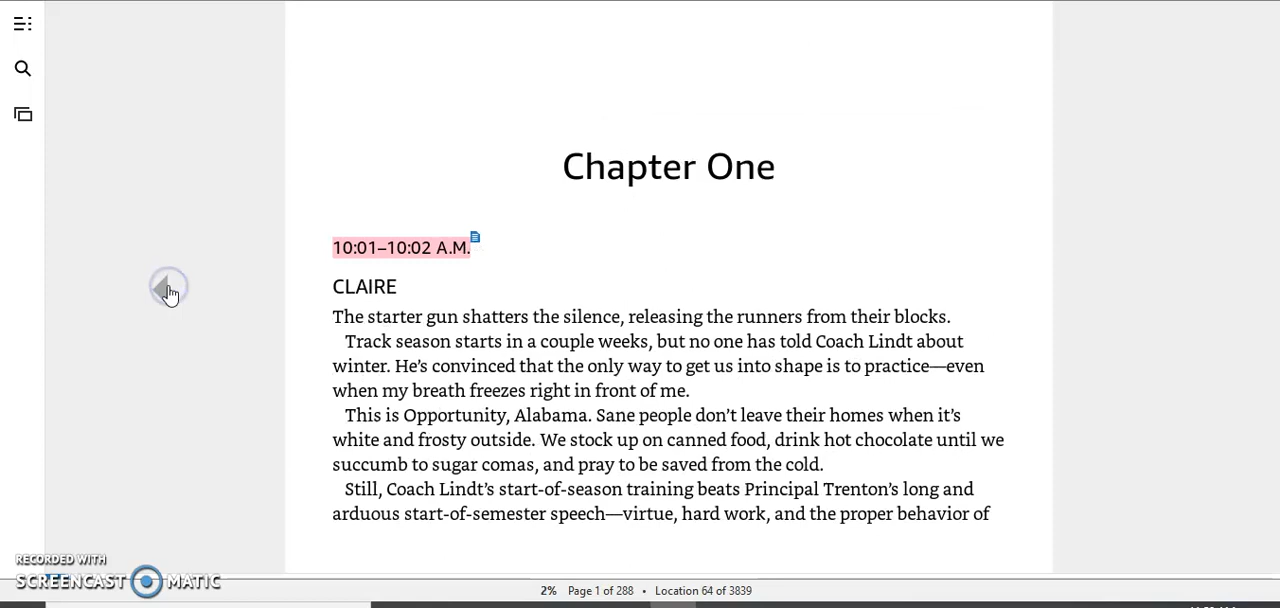 Chapter One
10:01–10:02 A.M.
CLAIRE
The starter gun shatters the silence, releasing the runners from their blocks.
Track season starts in a couple weeks, but no one has told Coach Lindt about
winter. He’s convinced that the only way to get us into shape is to practice—even
when my breath freezes right in front of me.
This is Opportunity, Alabama. Sane people don’t leave their homes when it’s
white and frosty outside. We stock up on canned food, drink hot chocolate until we
succumb to sugar comas, and pray to be saved from the cold.
Still, Coach Lindt’s start-of-season training beats Principal Trenton’s long and
arduous start-of-semester speech—virtue, hard work, and the proper behavior of
RECORDED WITH
SCREENCAST MATIC
2% Page 1 of 288 • Location 64 of 3839